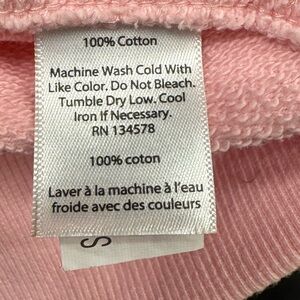 100% Cotton
Machine Wash Cold With
Like Color. Do Not Bleach.
Tumble Dry Low. Cool
Iron If Necessary.
RN 134578
100% coton
Laver à la machine à l'eau
froide avec des couleurs
S